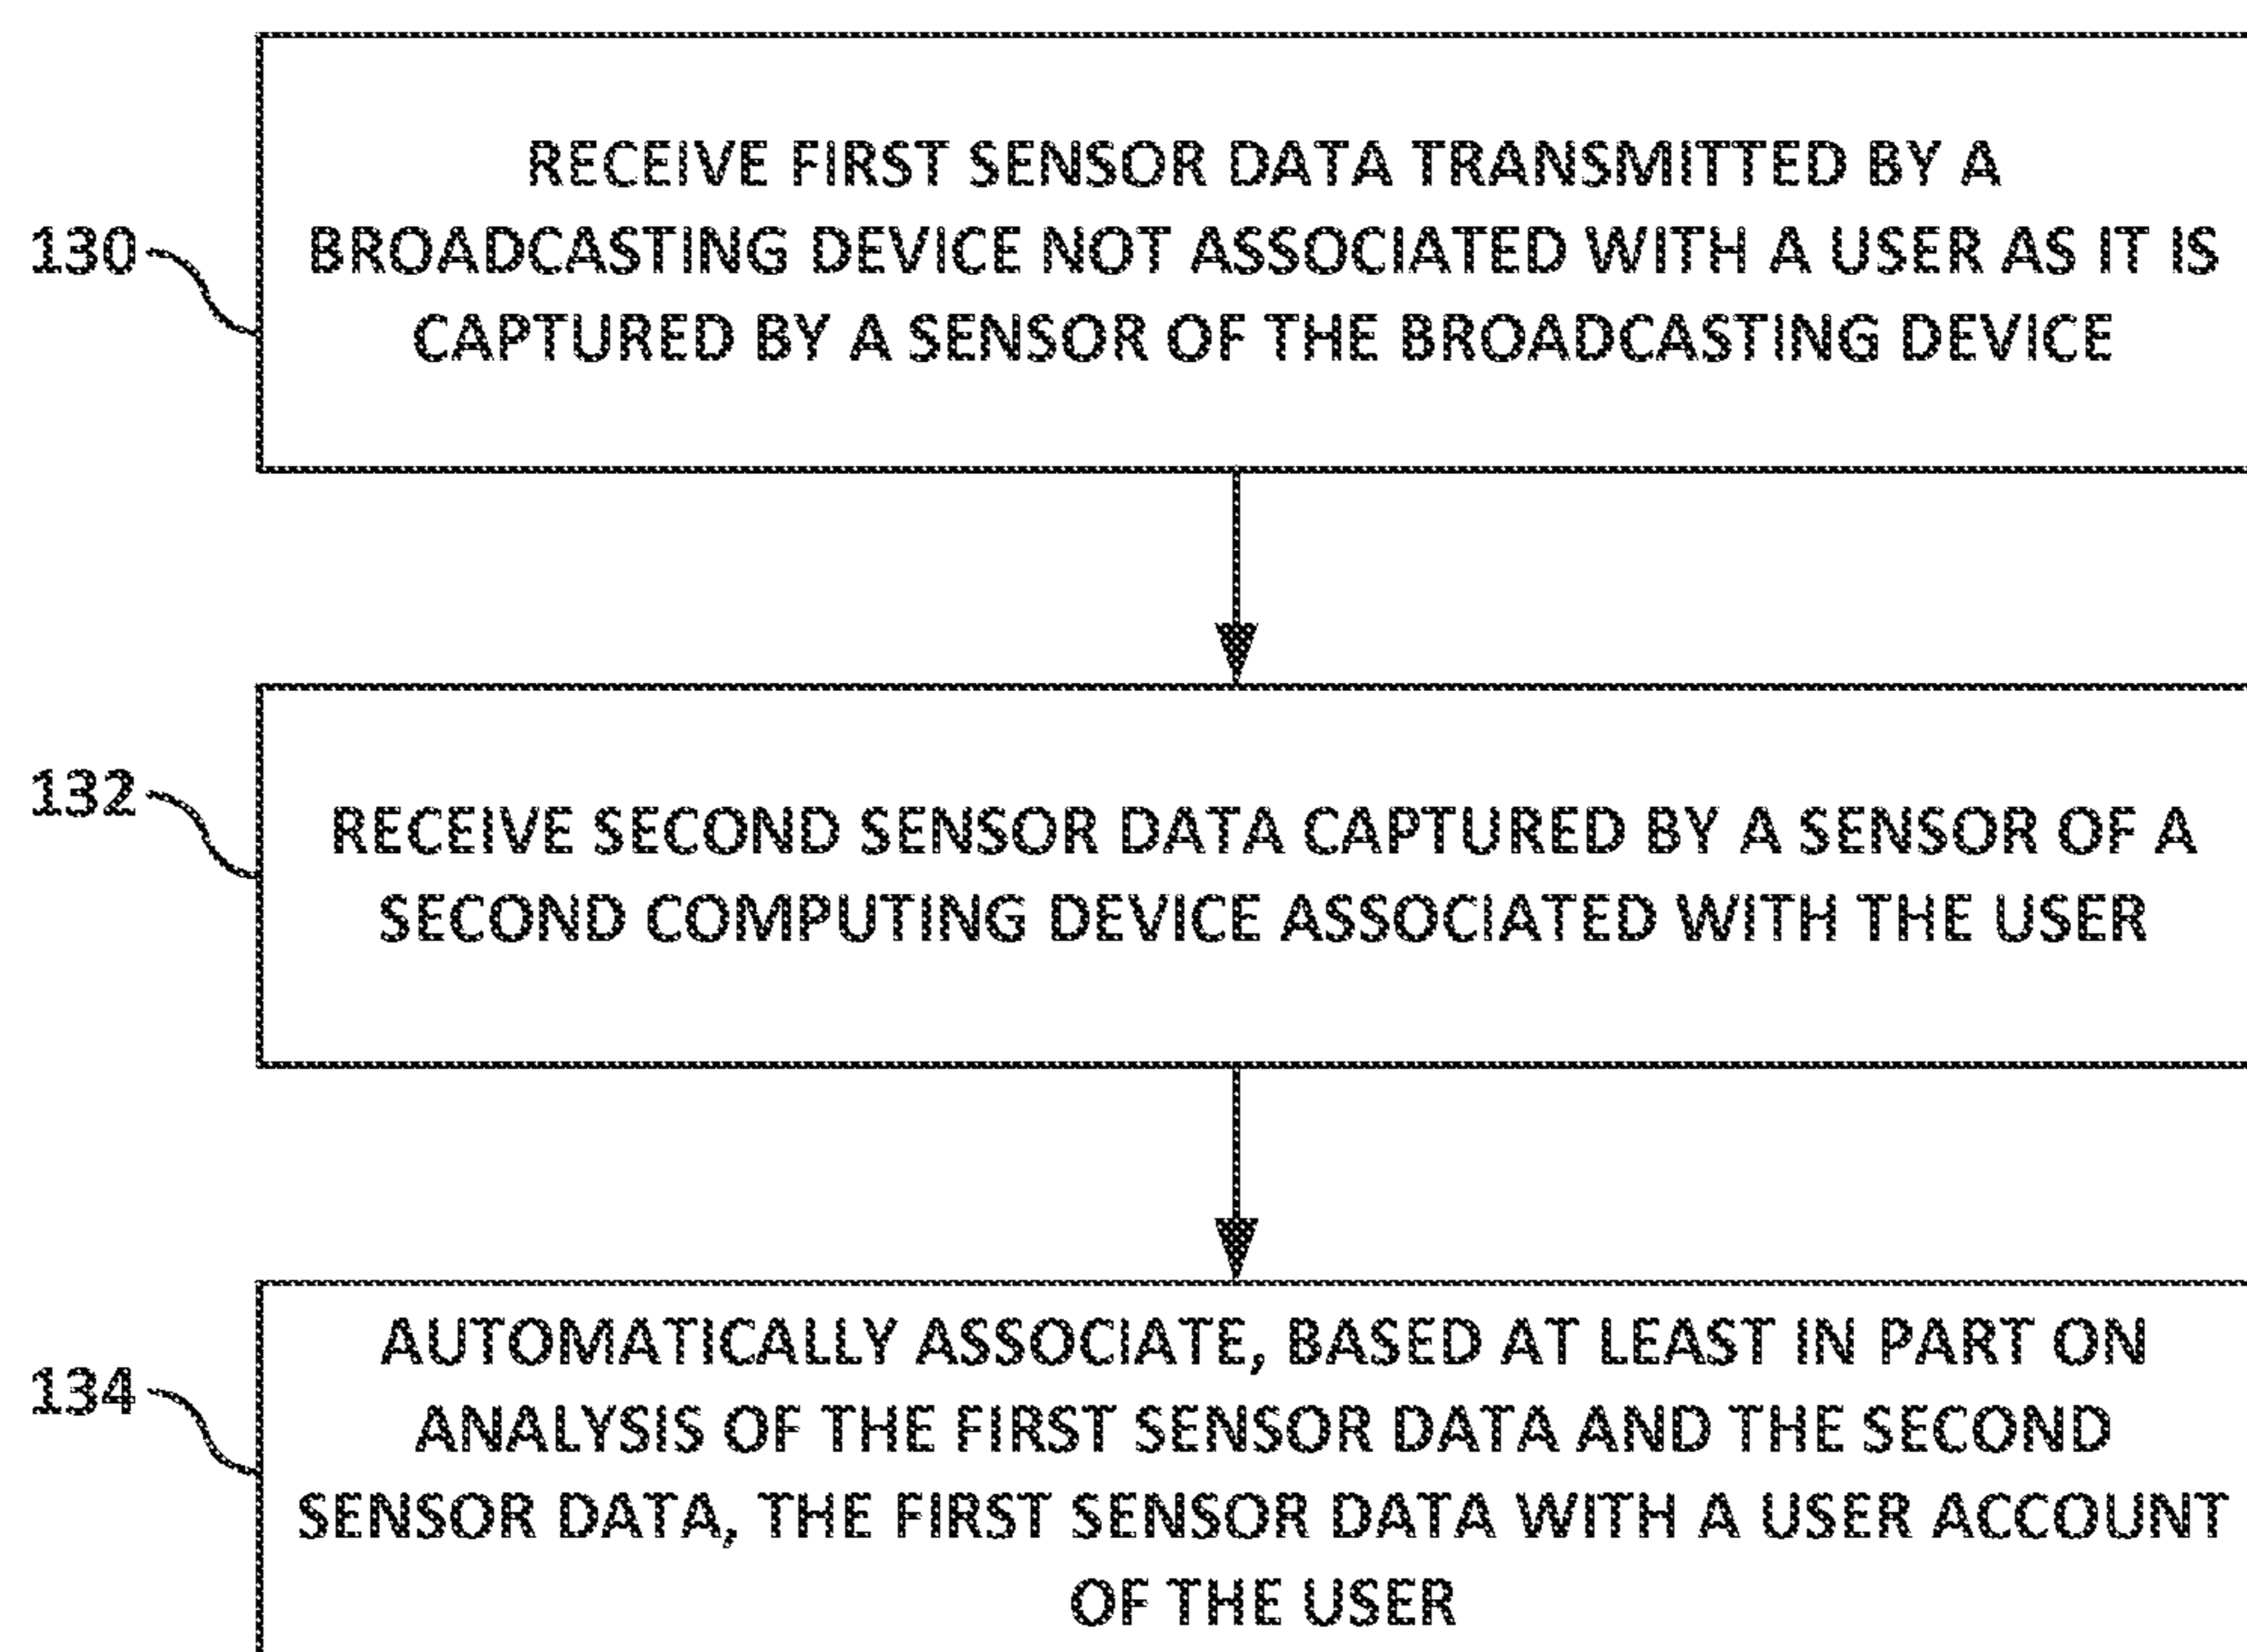 RECEIVE FIRST SENSOR DATA TRANSMITTED BY A
130
BROADCASTING DEVICE NOT ASSOCIATED WITH A USER AS IT IS
CAPTURED BY A SENSOR OF THE BROADCASTING DEVICE
132
RECEIVE SECOND SENSOR DATA CAPTURED BY A SENSOR OF A
SECOND COMPUTING DEVICE ASSOCIATED WITH THE USER
AUTOMATICALLY ASSOCIATE, BASED AT LEAST IN PART ON
134
ANALYSIS OF THE FIRST SENSOR DATA AND THE SECOND
SENSOR DATA, THE FIRST SENSOR DATA WITH A USER ACCOUNT
OF THE USER